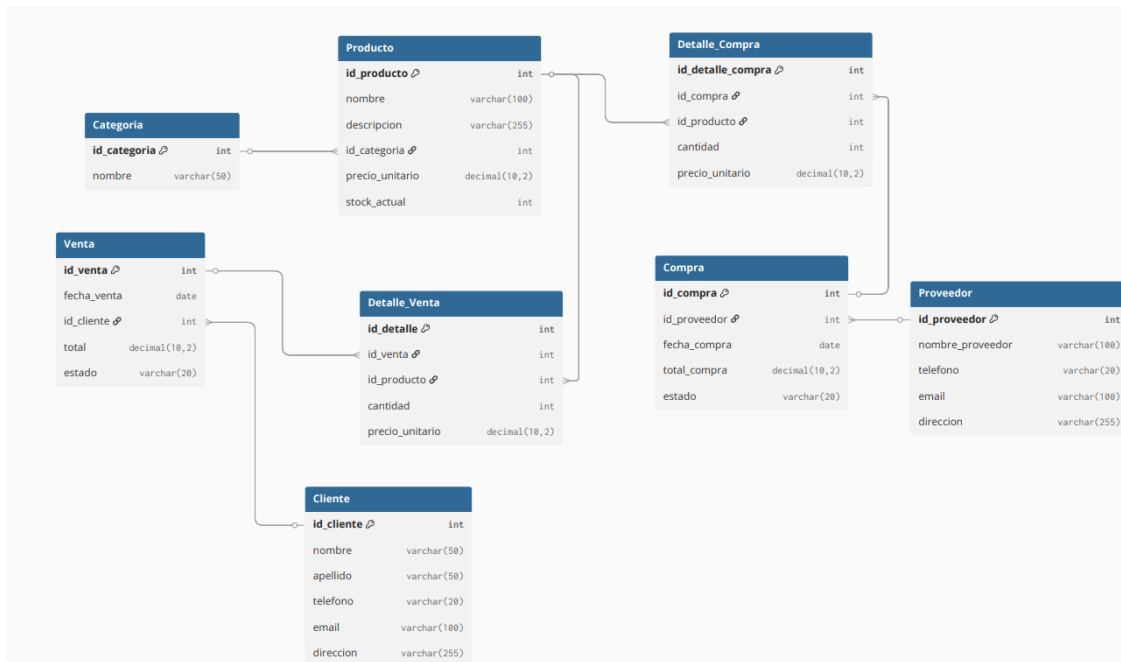 Producto
id_producto int
nombre varchar(100)
descripcion varchar(255)
id_categoria int
precio_unitario decimal(10,2)
stock_actual int
Detalle_Compra
id_detalle_compra int
id_compra int
id_producto int
cantidad int
precio_unitario decimal(10,2)
Categoria
id_categoria int
nombre varchar(50)
Venta
id_venta int
fecha_venta date
id_cliente int
total decimal(10,2)
estado varchar(20)
Detalle_Venta
id_detalle int
id_venta int
id_producto int
cantidad int
precio_unitario decimal(10,2)
Compra
id_compra int
id_proveedor int
fecha_compra date
total_compra decimal(10,2)
estado varchar(20)
Proveedor
id_proveedor int
nombre_proveedor varchar(100)
telefono varchar(20)
email varchar(100)
direccion varchar(255)
Cliente
id_cliente int
nombre varchar(50)
apellido varchar(50)
telefono varchar(20)
email varchar(100)
direccion varchar(255)